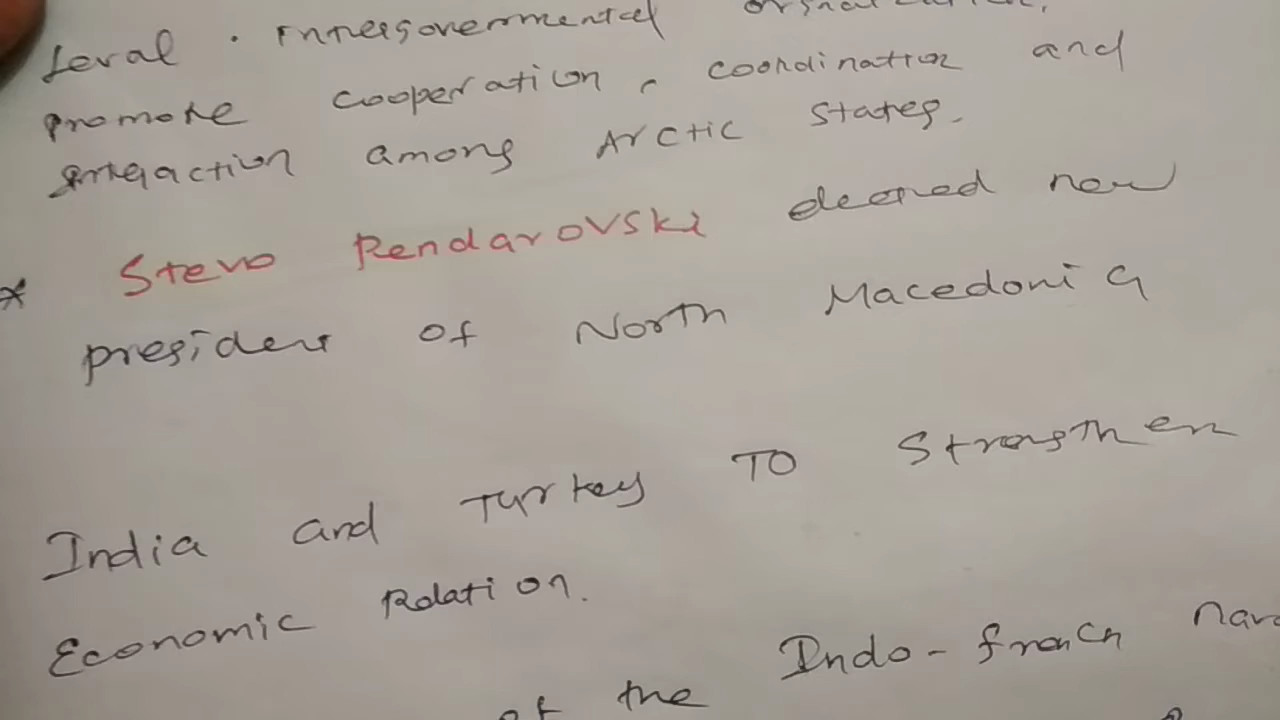 leval . Intergovernmental
promote cooperation, coordination and
interaction among Arctic States.
* Stevo Pendarovski elected new
president of North Macedonia
India and Turkey To Strengthen
Economic Relation.
of the Indo-french